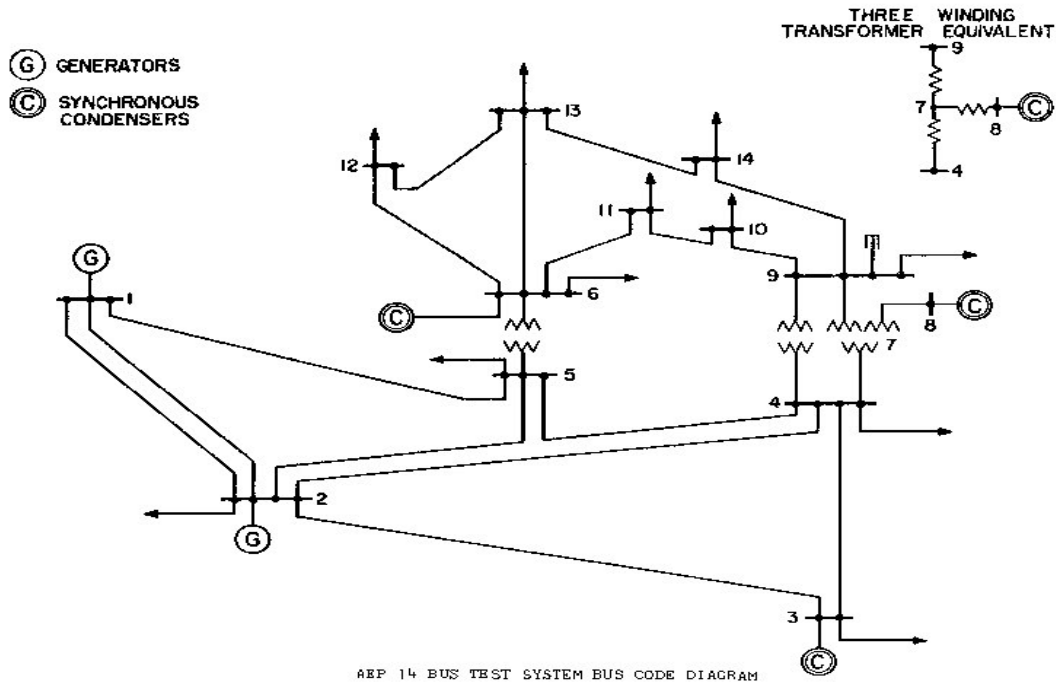 THREE WINDING
TRANSFORMER EQUIVALENT
9
7
C
8
4
G GENERATORS
C SYNCHRONOUS
CONDENSERS
13
12
14
11
10
G
1
9
6
C
8
C
7
5
4
2
G
3
C
AEP 14 BUS TEST SYSTEM BUS CODE DIAGRAM